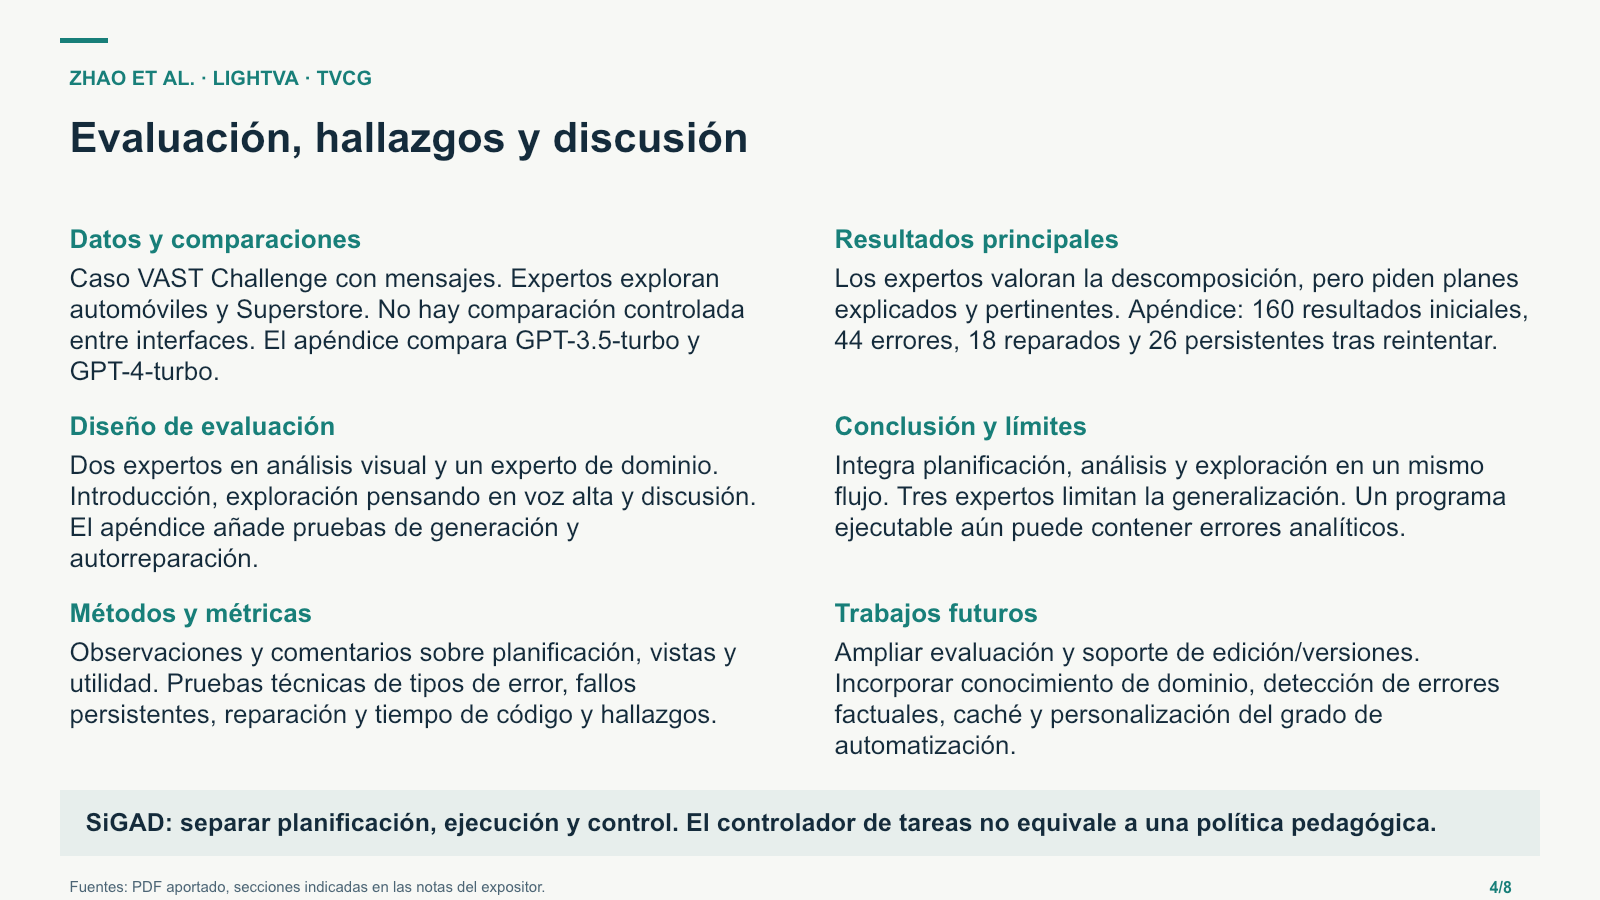 ZHAO ET AL. · LIGHTVA · TVCG
Evaluación, hallazgos y discusión
Datos y comparaciones
Caso VAST Challenge con mensajes. Expertos exploran
automóviles y Superstore. No hay comparación controlada
entre interfaces. El apéndice compara GPT-3.5-turbo y
GPT-4-turbo.
Diseño de evaluación
Dos expertos en análisis visual y un experto de dominio.
Introducción, exploración pensando en voz alta y discusión.
El apéndice añade pruebas de generación y
autorreparación.
Métodos y métricas
Observaciones y comentarios sobre planificación, vistas y
utilidad. Pruebas técnicas de tipos de error, fallos
persistentes, reparación y tiempo de código y hallazgos.
Resultados principales
Los expertos valoran la descomposición, pero piden planes
explicados y pertinentes. Apéndice: 160 resultados iniciales,
44 errores, 18 reparados y 26 persistentes tras reintentar.
Conclusión y límites
Integra planificación, análisis y exploración en un mismo
flujo. Tres expertos limitan la generalización. Un programa
ejecutable aún puede contener errores analíticos.
Trabajos futuros
Ampliar evaluación y soporte de edición/versiones.
Incorporar conocimiento de dominio, detección de errores
factuales, caché y personalización del grado de
automatización.
SiGAD: separar planificación, ejecución y control. El controlador de tareas no equivale a una política pedagógica.
Fuentes: PDF aportado, secciones indicadas en las notas del expositor.
4/8